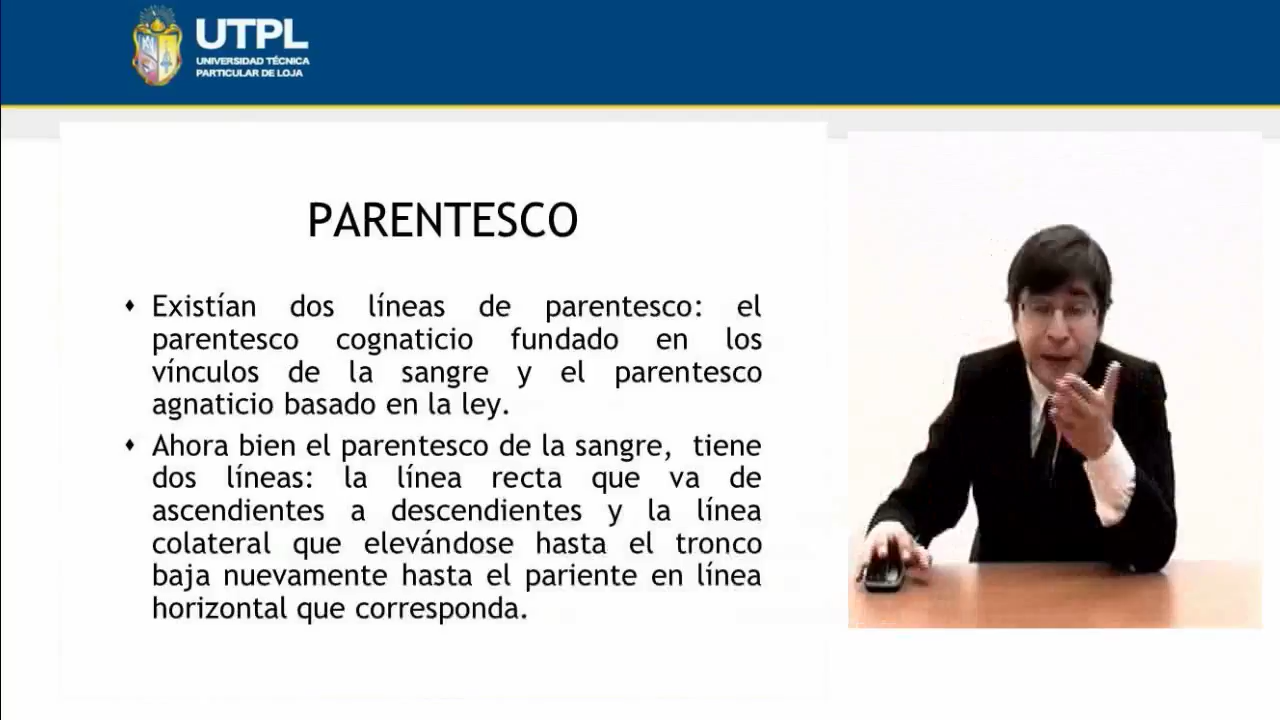 UTPL
UNIVERSIDAD TÉCNICA
PARTICULAR DE LOJA
PARENTESCO
Existían dos líneas de parentesco: el
parentesco cognaticio fundado en los
vínculos de la sangre y el parentesco
agnaticio basado en la ley.
Ahora bien el parentesco de la sangre, tiene
dos líneas: la línea recta que va de
ascendientes a descendientes y la línea
colateral que elevándose hasta el tronco
baja nuevamente hasta el pariente en línea
horizontal que corresponda.